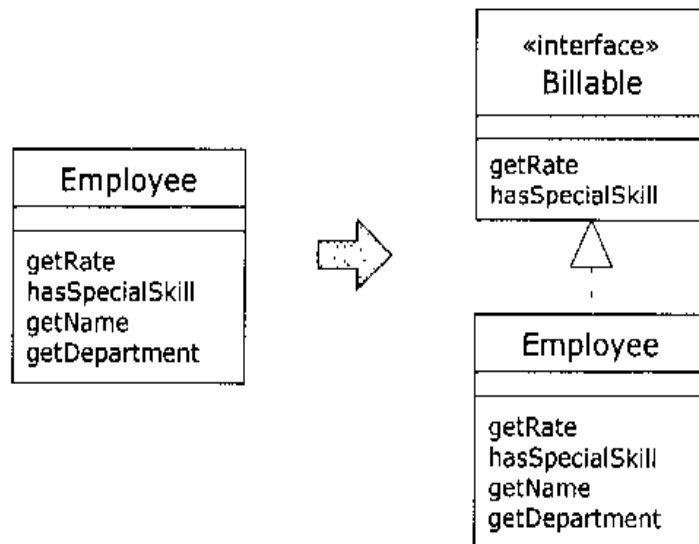 Employee
getRate
hasSpecialSkill
getName
getDepartment
«interface»
Billable
getRate
hasSpecialSkill
Employee
getRate
hasSpecialSkill
getName
getDepartment